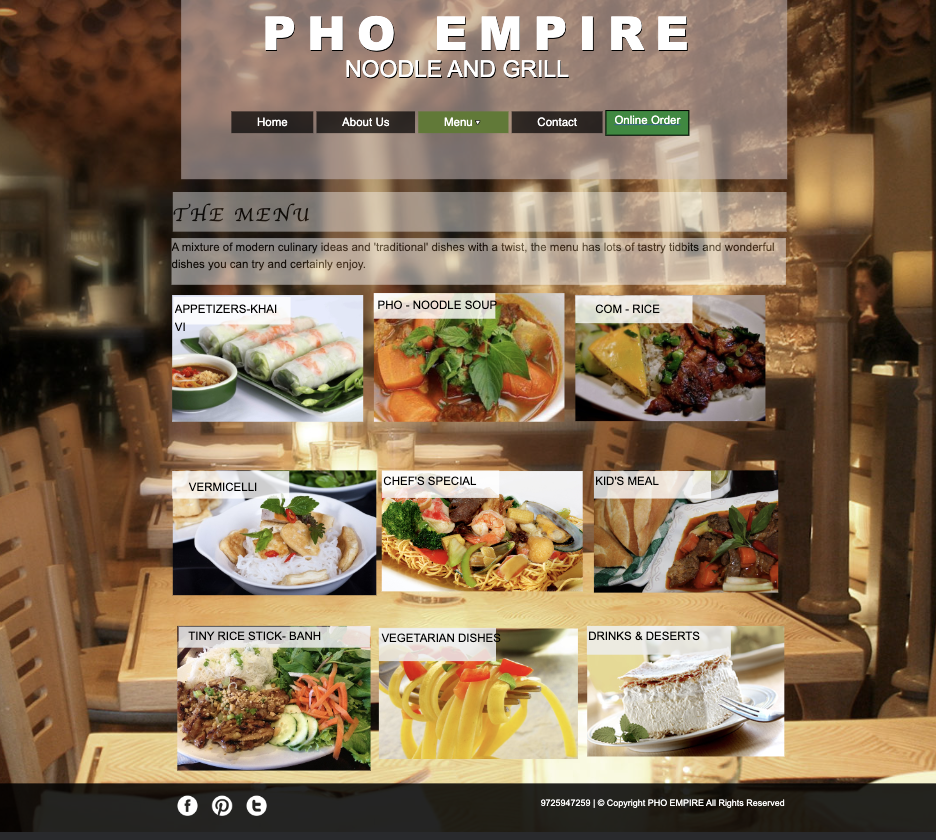 PHO EMPIRE
NOODLE AND GRILL
Home About Us Menu Contact Online Order
THE MENU
A mixture of modern culinary ideas and 'traditional' dishes with a twist, the menu has lots of tastry tidbits and wonderful
dishes you can try and certainly enjoy.
APPETIZERS-KHAI
VI
PHO - NOODLE SOUP
COM - RICE
VERMICELLI
CHEF'S SPECIAL
KID'S MEAL
TINY RICE STICK- BANH
VEGETARIAN DISHES
DRINKS & DESERTS
9725947259 | © Copyright PHO EMPIRE All Rights Reserved